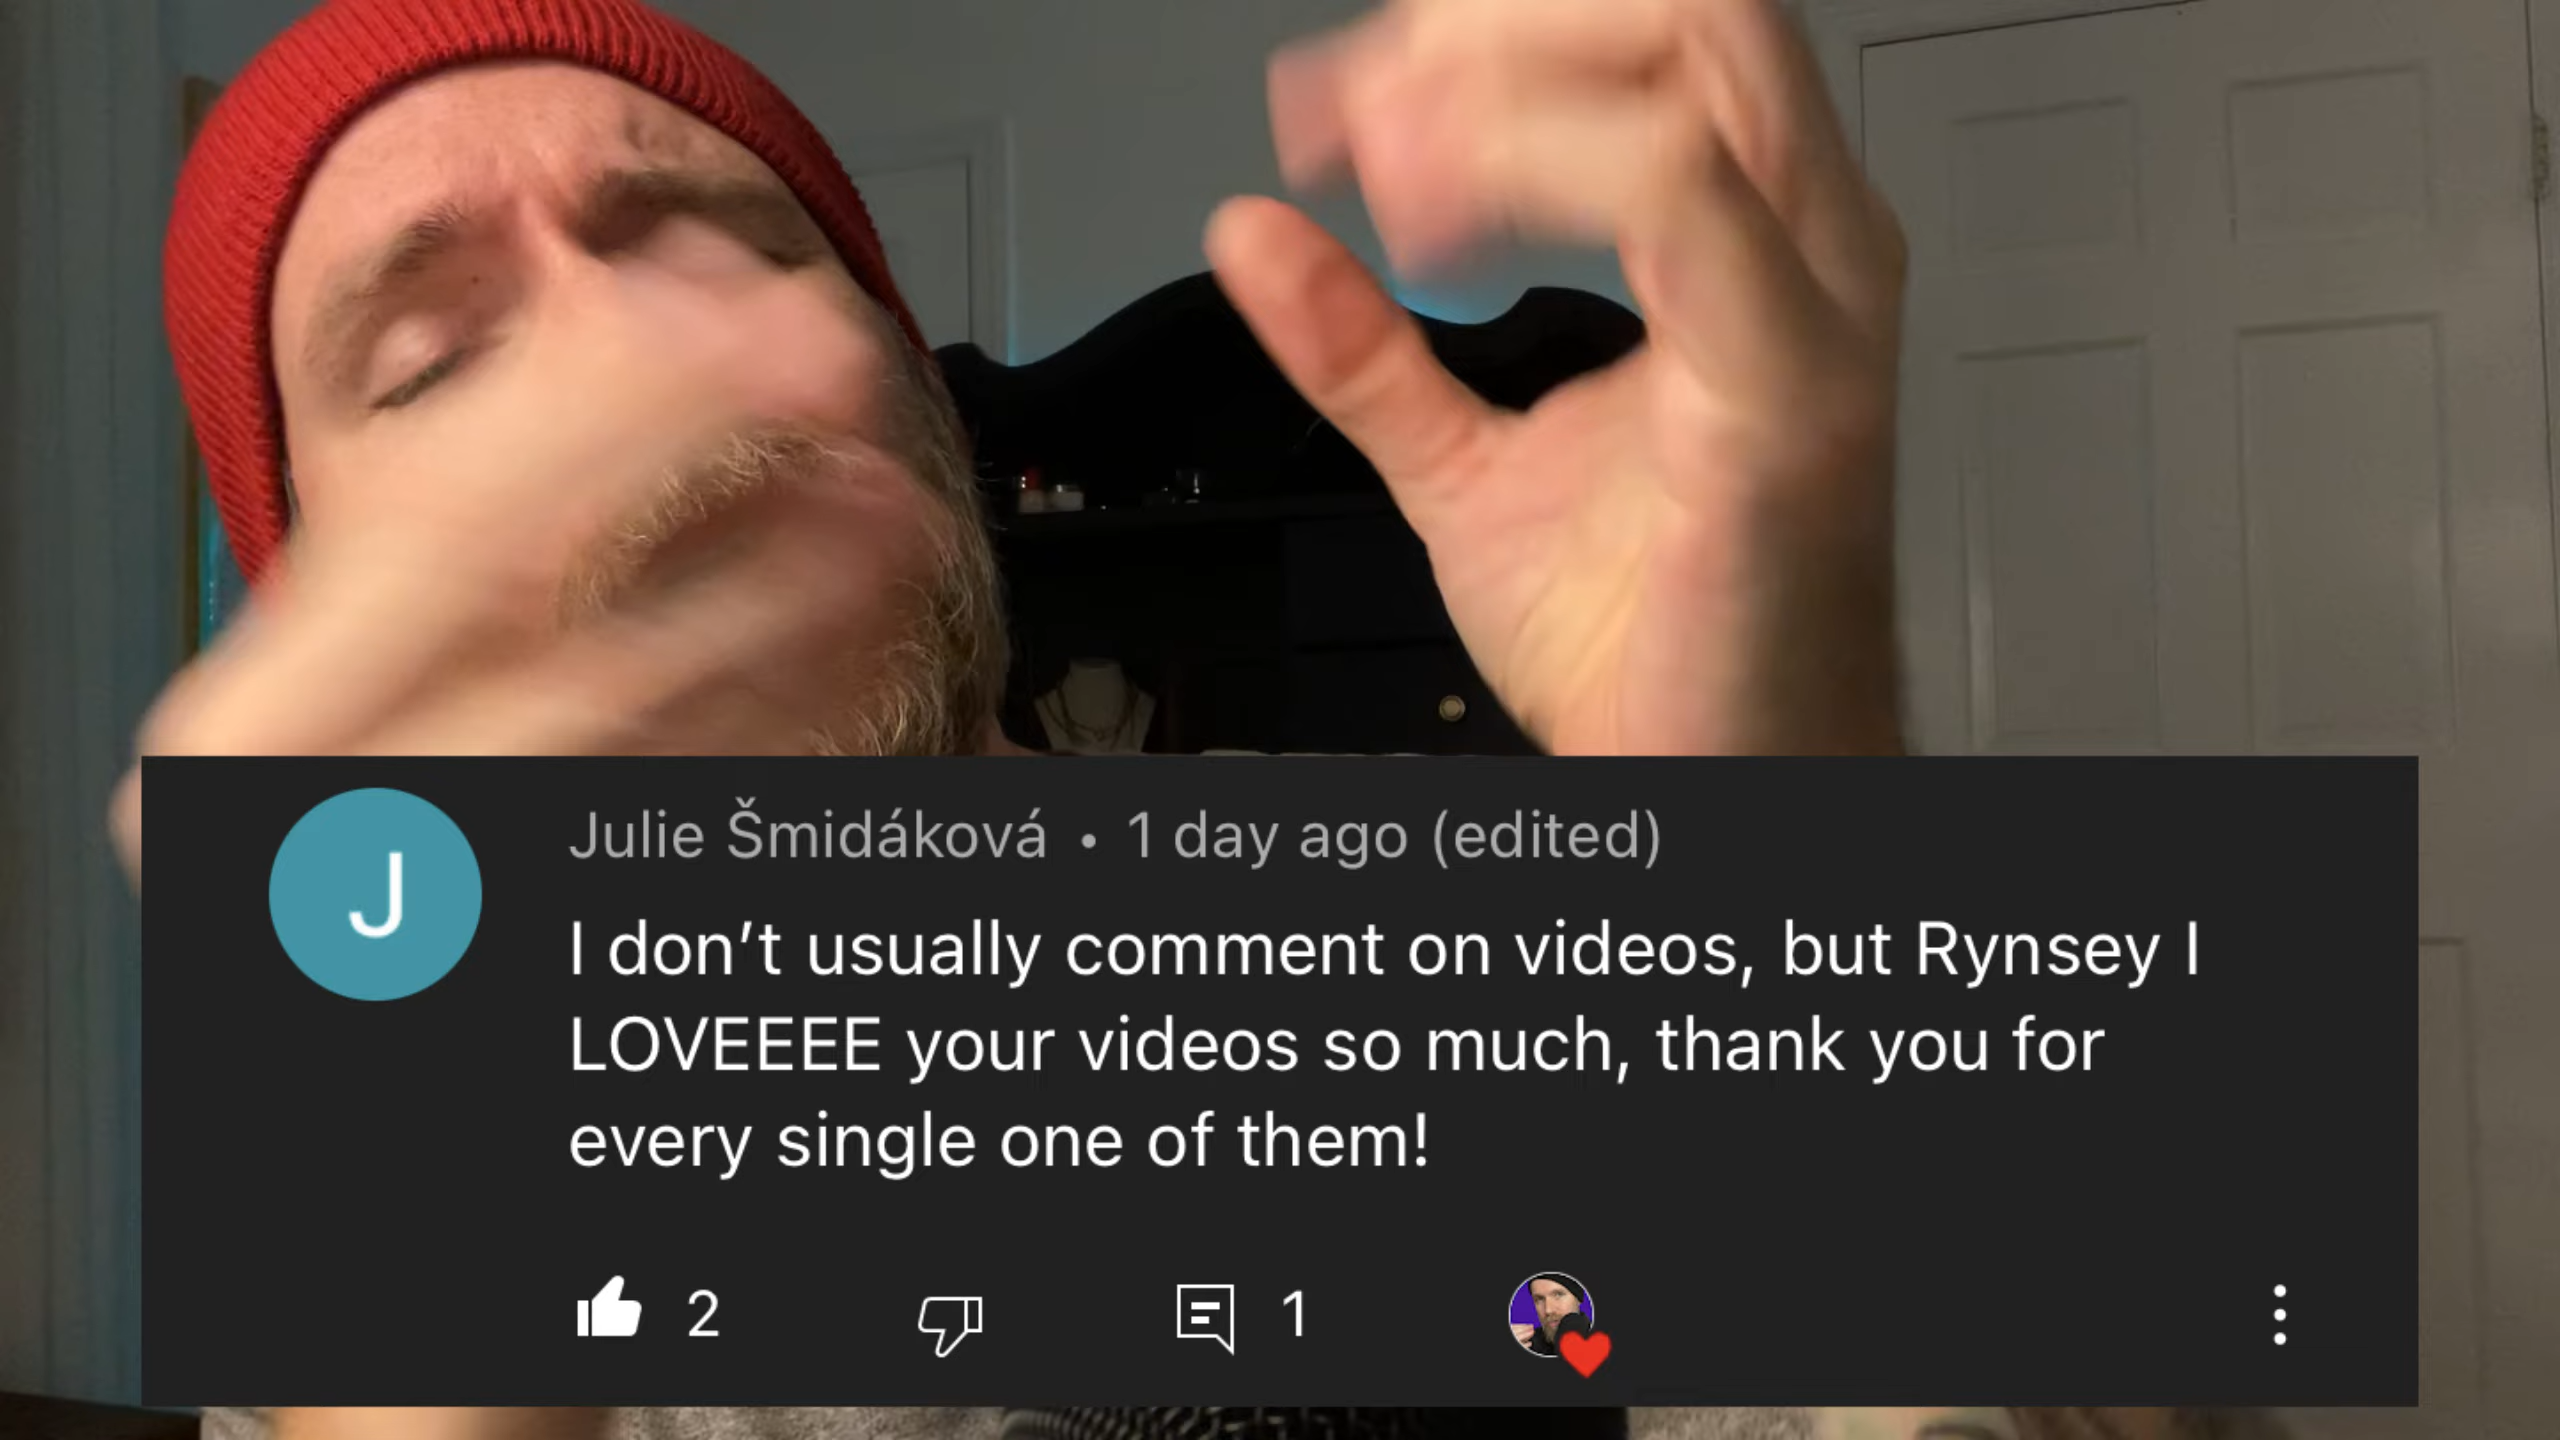 J
Julie Šmidáková • 1 day ago (edited)
I don’t usually comment on videos, but Rynsey I
LOVEEEE your videos so much, thank you for
every single one of them!
2
1